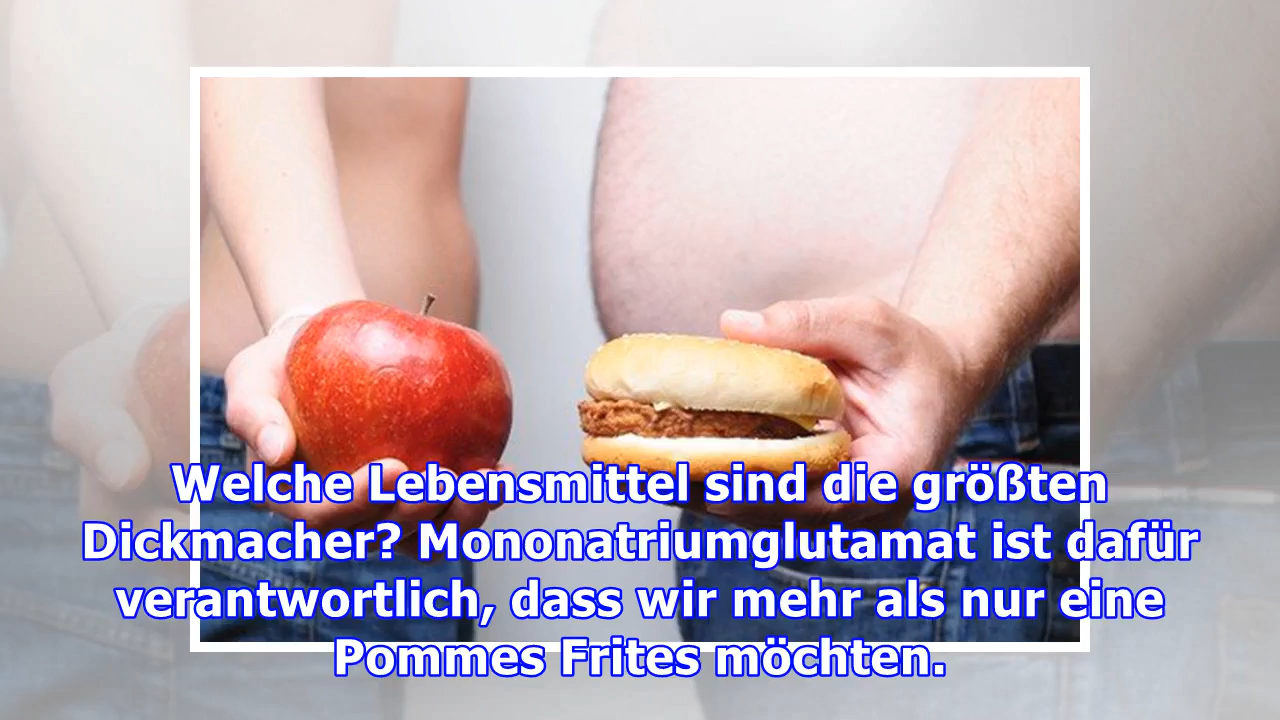 Welche Lebensmittel sind die größten
Dickmacher? Mononatriumglutamat ist dafür
verantwortlich, dass wir mehr als nur eine
Pommes Frites möchten.